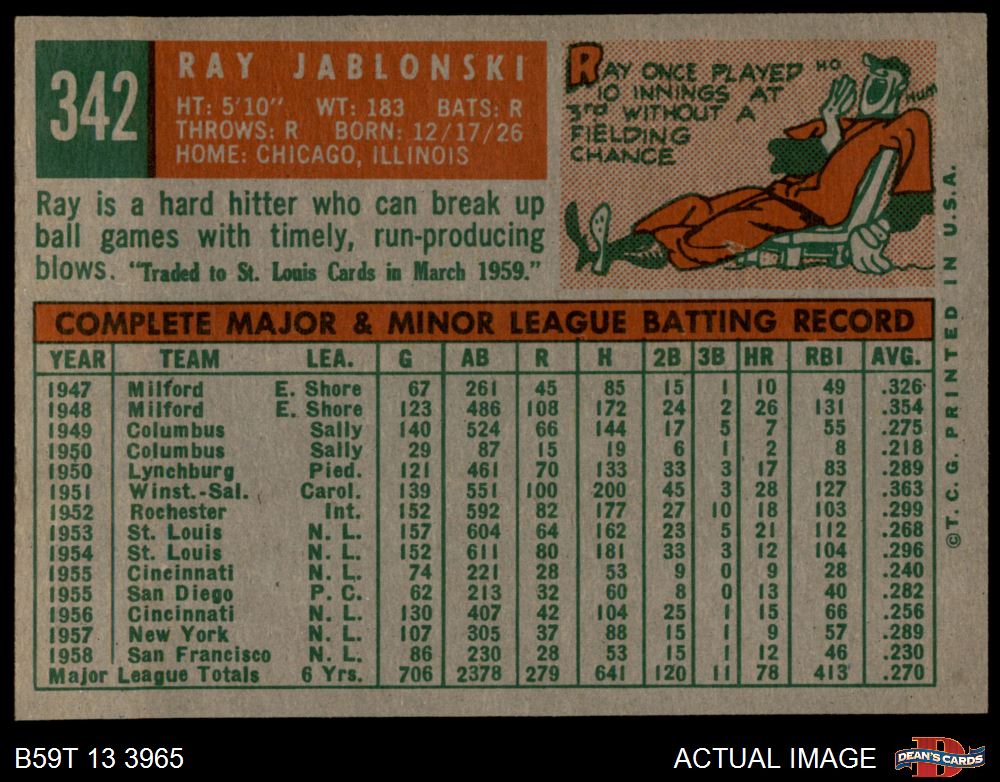 342
RAY JABLONSKI
HT: 5'10" WT: 183 BATS: R
THROWS: R BORN: 12/17/26
HOME: CHICAGO, ILLINOIS
Ray is a hard hitter who can break up
ball games with timely, run-producing
blows. "Traded to St. Louis Cards in March 1959."
RAY ONCE PLAYED
10 INNINGS AT
3RD WITHOUT A
FIELDING
CHANCE
HO
HUM
COMPLETE MAJOR & MINOR LEAGUE BATTING RECORD
YEAR TEAM LEA. G AB R H 2B 3B HR RBI AVG.
1947 Milford E. Shore 67 261 45 85 15 1 10 49 .326
1948 Milford E. Shore 123 486 108 172 24 2 26 131 .354
1949 Columbus Sally 140 524 66 144 17 5 7 55 .275
1950 Columbus Sally 29 87 15 19 6 1 2 8 .218
1950 Lynchburg Pied. 121 461 70 133 33 3 17 83 .289
1951 Winst.-Sal. Carol. 139 551 100 200 45 3 28 127 .363
1952 Rochester Int. 152 592 82 177 27 10 18 103 .299
1953 St. Louis N. L. 157 604 64 162 23 5 21 112 .268
1954 St. Louis N. L. 152 611 80 181 33 3 12 104 .296
1955 Cincinnati N. L. 74 221 28 53 9 0 9 28 .240
1955 San Diego P. C. 62 213 32 60 8 0 13 40 .282
1956 Cincinnati N. L. 130 407 42 104 25 1 15 66 .256
1957 New York N. L. 107 305 37 88 15 1 9 57 .289
1958 San Francisco N. L. 86 230 28 53 15 1 12 46 .230
Major League Totals 6 Yrs. 706 2378 279 641 120 11 78 413 .270
©T. C. G. PRINTED IN U.S.A.
B59T 13 3965
ACTUAL IMAGE
D
DEAN'S CARDS